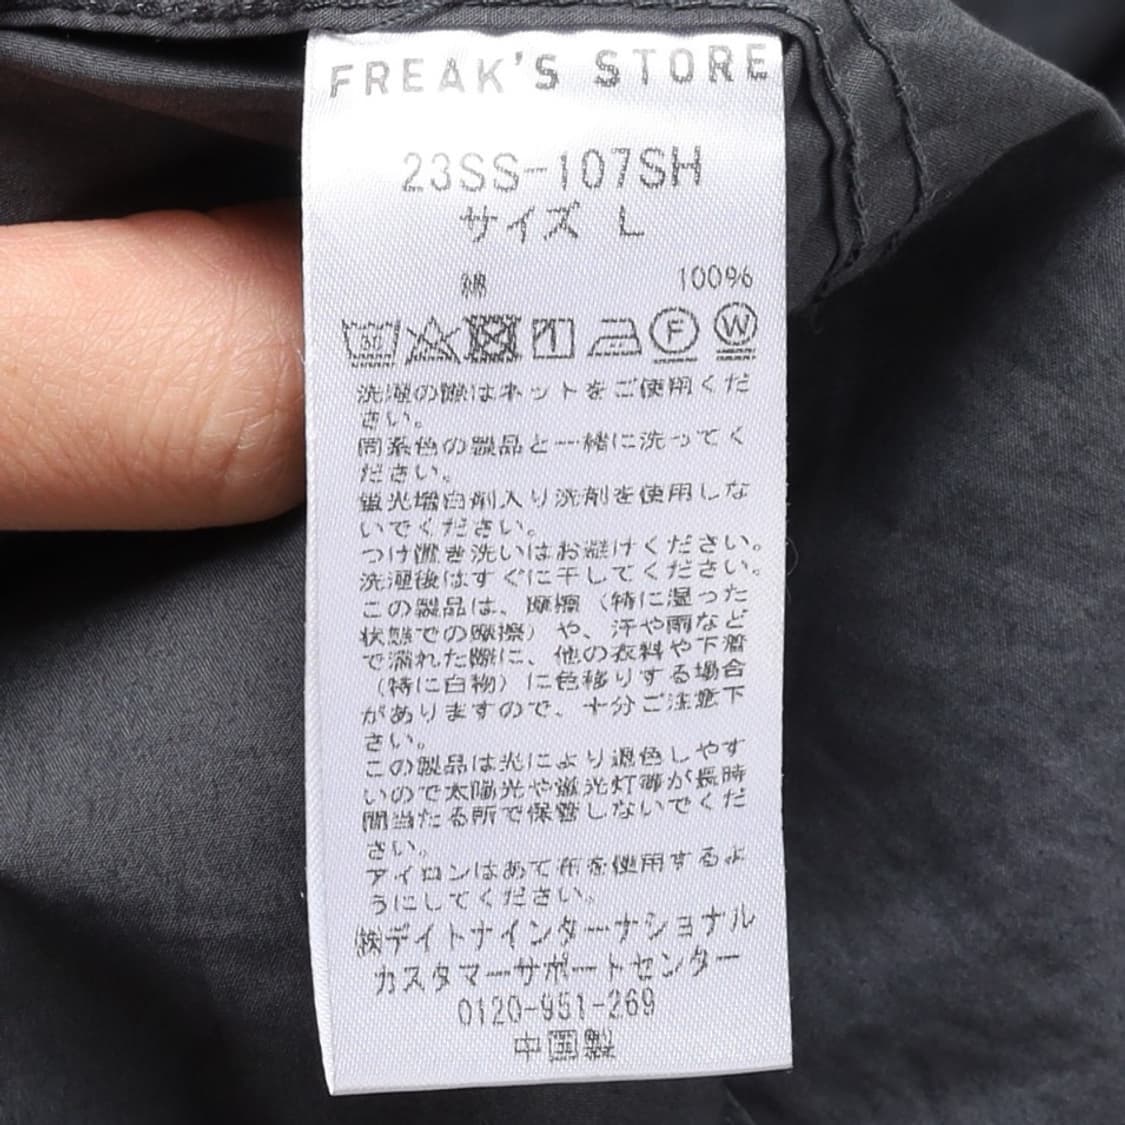 FREAK'S STORE
23SS-107SH
サイズ L
綿 100%
30 F W
洗濯の際はネットをご使用くだ
さい。
同系色の製品と一緒に洗ってく
ださい。
蛍光増白剤入り洗剤を使用しな
いでください。
つけ置き洗いはお避けください。
洗濯後はすぐに干してください。
この製品は、摩擦（特に湿った
状態での摩擦）や、汗や雨など
で濡れた際に、他の衣料や下着
（特に白物）に色移りする場合
がありますので、十分ご注意下
さい。
この製品は光により退色しやす
いので太陽光や蛍光灯等が長時
間当たる所で保管しないでくだ
さい。
アイロンはあて布を使用するよ
うにしてください。
㈱デイトナインターナショナル
カスタマーサポートセンター
0120-951-269
中国製